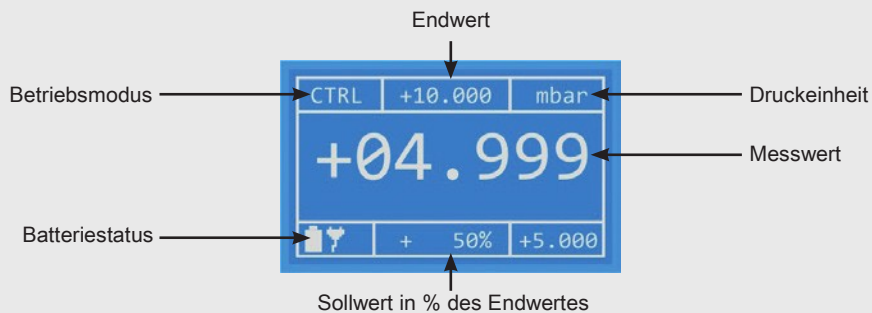 Endwert
Betriebsmodus
CTRL +10.000 mbar
Druckeinheit
+04.999
Messwert
Batteriestatus
+ 50% +5.000
Sollwert in % des Endwertes